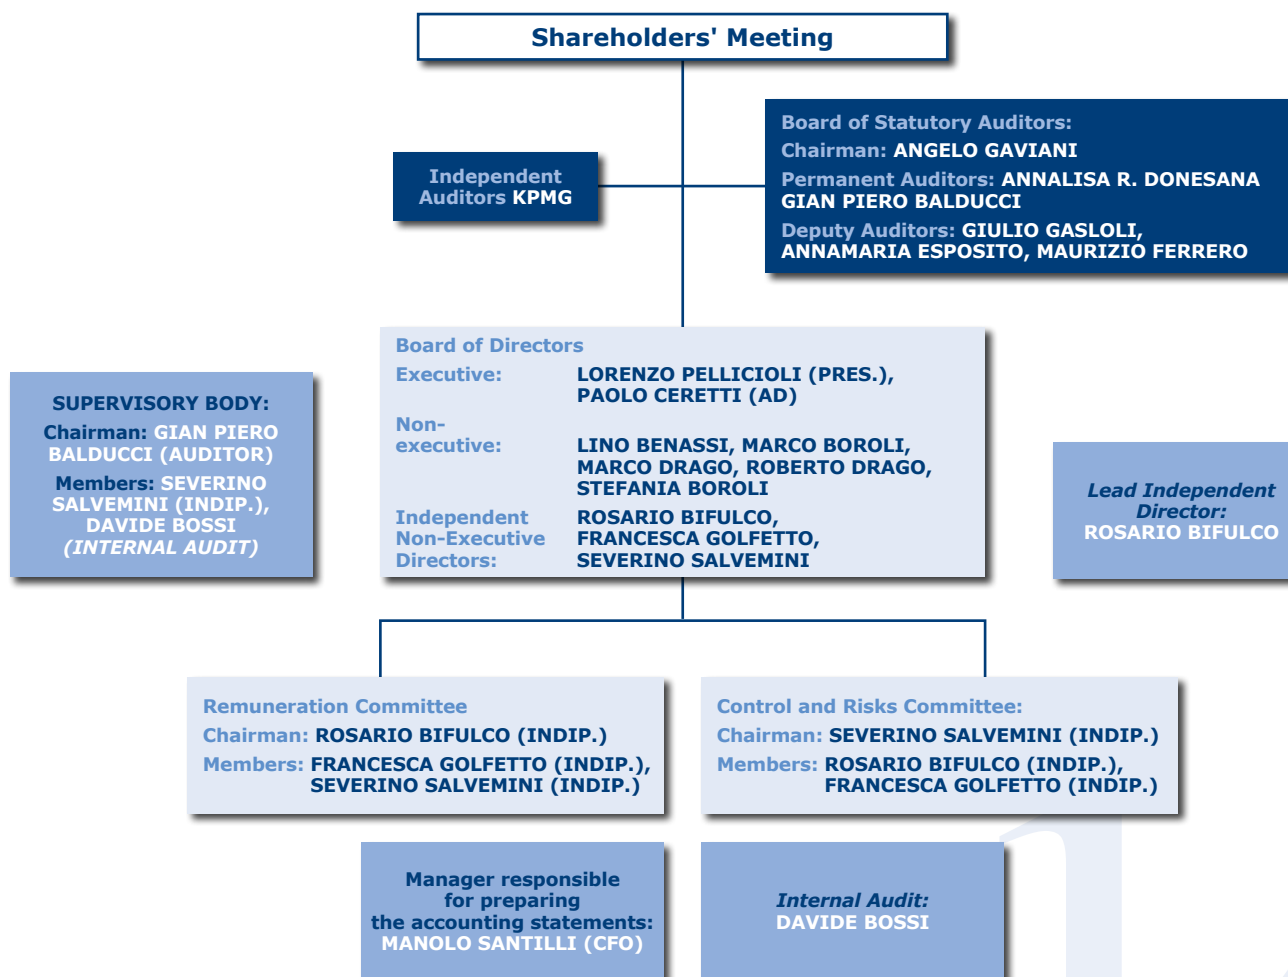 Shareholders' Meeting
Independent
Auditors KPMG
Board of Statutory Auditors:
Chairman: ANGELO GAVIANI
Permanent Auditors: ANNALISA R. DONESANA
GIAN PIERO BALDUCCI
Deputy Auditors: GIULIO GASLOLI,
ANNAMARIA ESPOSITO, MAURIZIO FERRERO
SUPERVISORY BODY:
Chairman: GIAN PIERO
BALDUCCI (AUDITOR)
Members: SEVERINO
SALVEMINI (INDIP.),
DAVIDE BOSSI
(INTERNAL AUDIT)
Board of Directors
Executive: LORENZO PELLICIOLI (PRES.),
PAOLO CERETTI (AD)
Non-
executive: LINO BENASSI, MARCO BOROLI,
MARCO DRAGO, ROBERTO DRAGO,
STEFANIA BOROLI
Independent ROSARIO BIFULCO,
Non-Executive FRANCESCA GOLFETTO,
Directors: SEVERINO SALVEMINI
Lead Independent
Director:
ROSARIO BIFULCO
Remuneration Committee
Chairman: ROSARIO BIFULCO (INDIP.)
Members: FRANCESCA GOLFETTO (INDIP.),
SEVERINO SALVEMINI (INDIP.)
Control and Risks Committee:
Chairman: SEVERINO SALVEMINI (INDIP.)
Members: ROSARIO BIFULCO (INDIP.),
FRANCESCA GOLFETTO (INDIP.)
Manager responsible
for preparing
the accounting statements:
MANOLO SANTILLI (CFO)
Internal Audit:
DAVIDE BOSSI